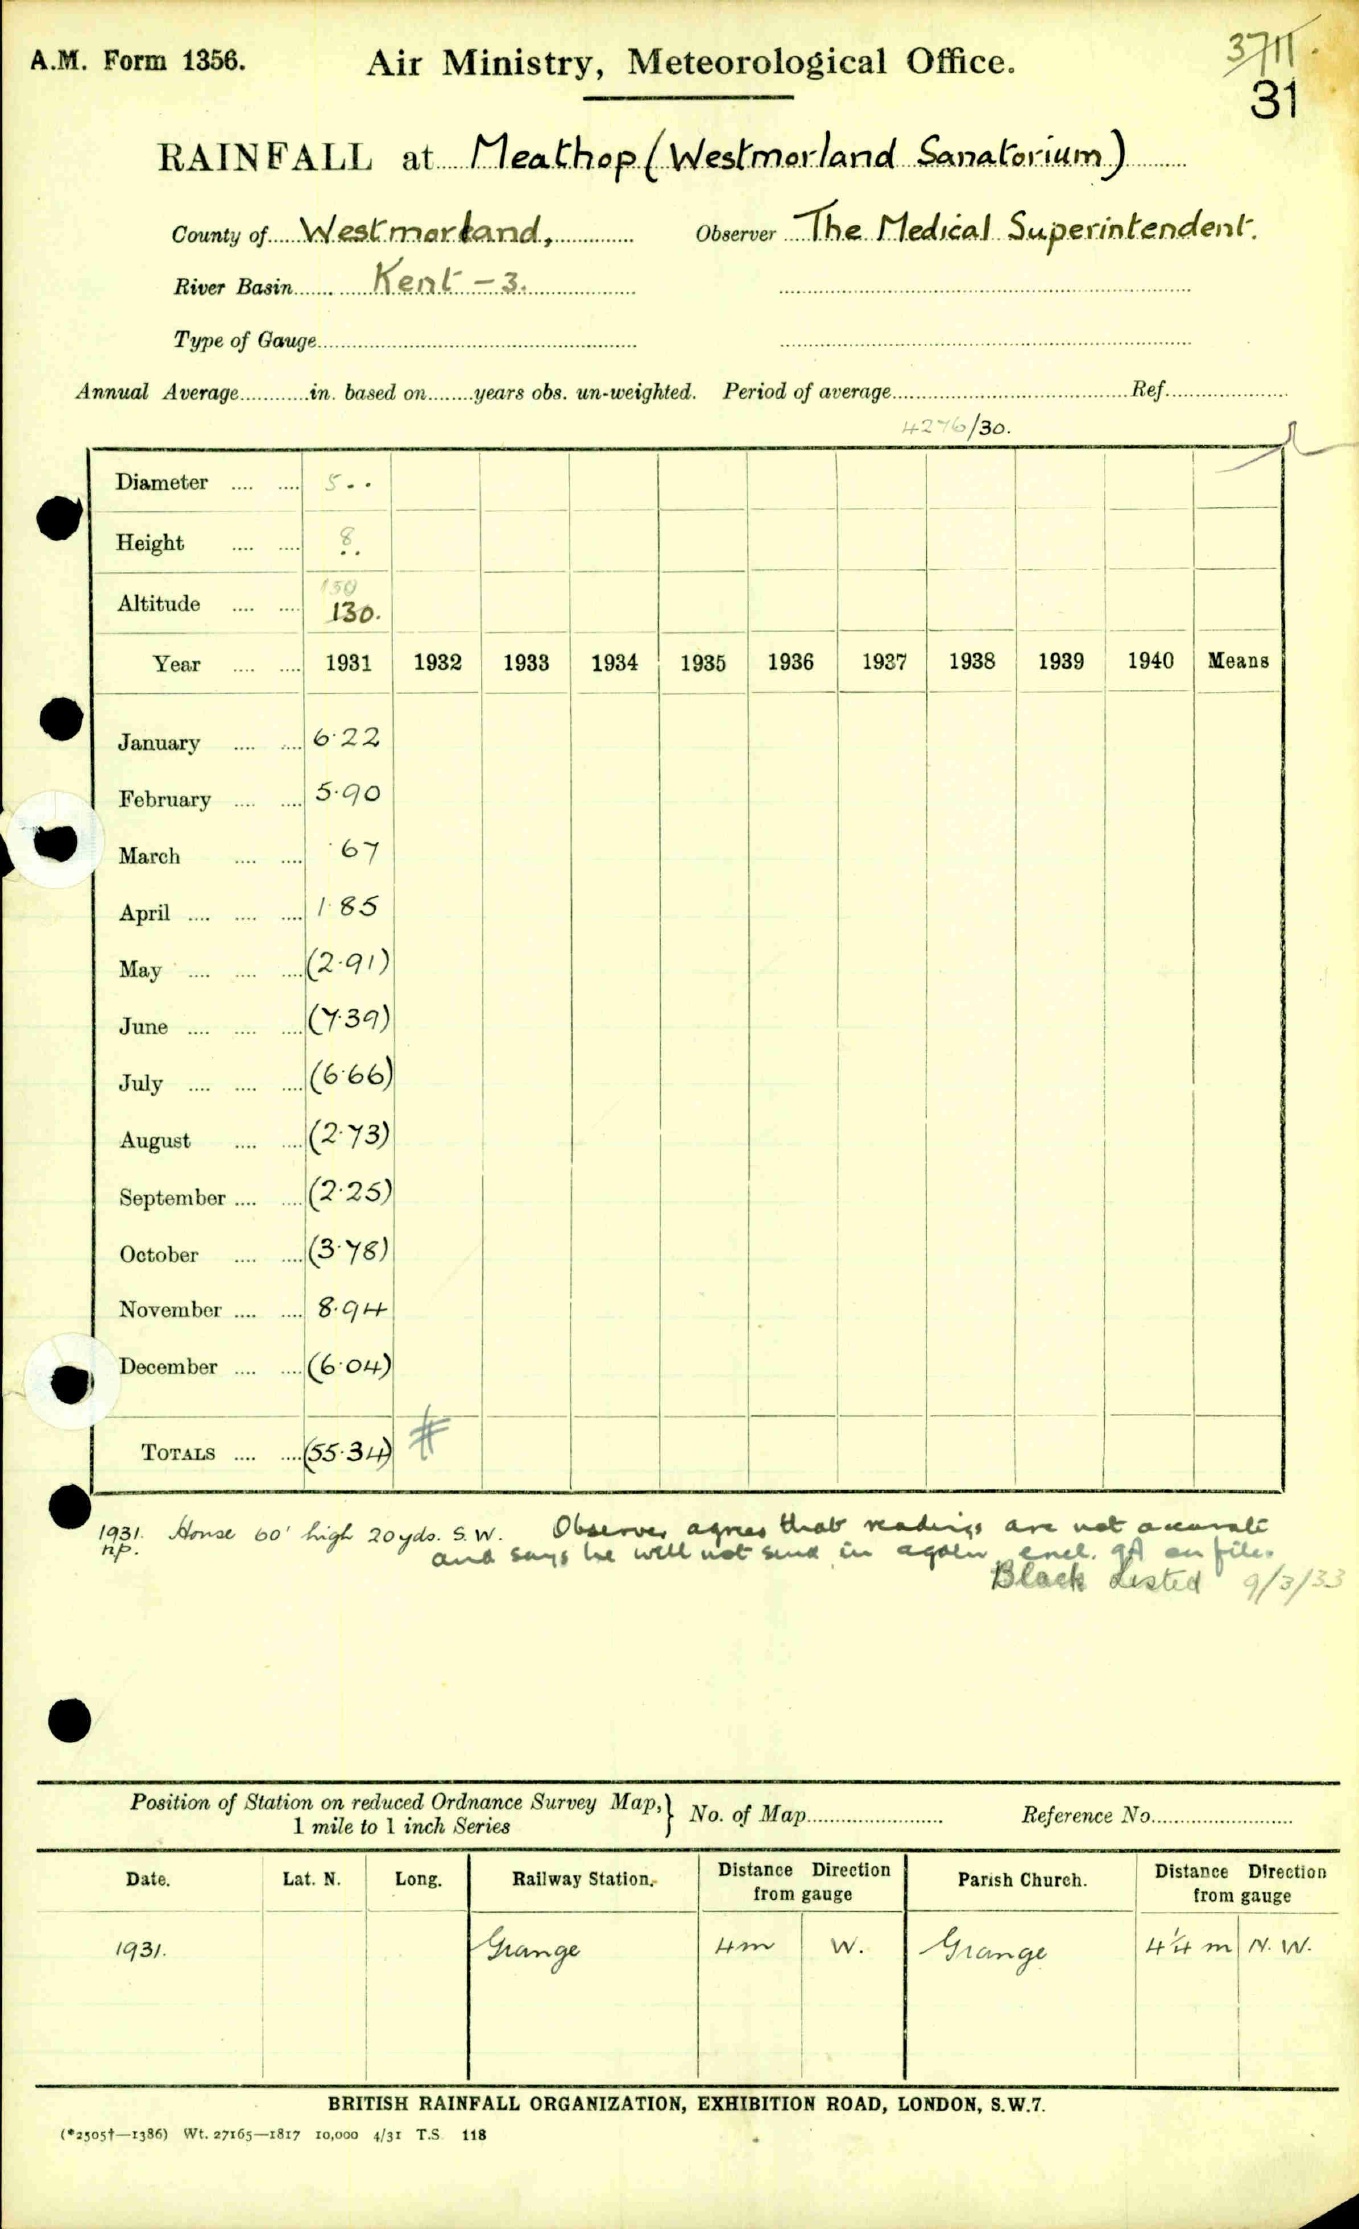 A.M. Form 1356.
Air Ministry, Meteorological Office.
3711
31
RAINFALL at Meathop (Westmorland Sanatorium)
County of Westmorland, Observer The Medical Superintendent.
River Basin Kent - 3.
Type of Gauge
Annual Average in. based on years obs. un-weighted. Period of average Ref.
4276/30.
Diameter 5
Height 8
Altitude 150
130.
Year 1931 1932 1933 1934 1935 1936 1937 1938 1939 1940 Means
January 6.22
February 5.90
March .67
April 1.85
May (2.91)
June (7.39)
July (6.66)
August (2.73)
September (2.25)
October (3.78)
November 8.94
December (6.04)
TOTALS (55.34)
1931. House 60' high 20 yds. S.W. Observer agrees that readings are not accurate
n.p. and says he will not send in again encl. 9A on file.
Black Listed 9/3/33
Position of Station on reduced Ordnance Survey Map, } No. of Map Reference No.
1 mile to 1 inch Series
Date. Lat. N. Long. Railway Station. Distance Direction from gauge Parish Church. Distance Direction from gauge
1931. Grange 4m W. Grange 4¼ m N.W.
BRITISH RAINFALL ORGANIZATION, EXHIBITION ROAD, LONDON, S.W.7.
(*2505†—1386) Wt. 27165—1817 10,000 4/31 T.S. 118